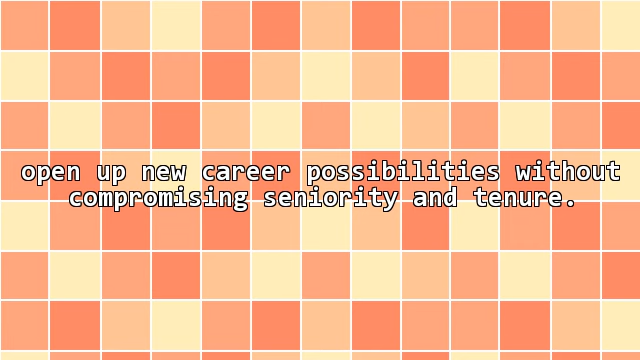 open up new career possibilities without
compromising seniority and tenure.